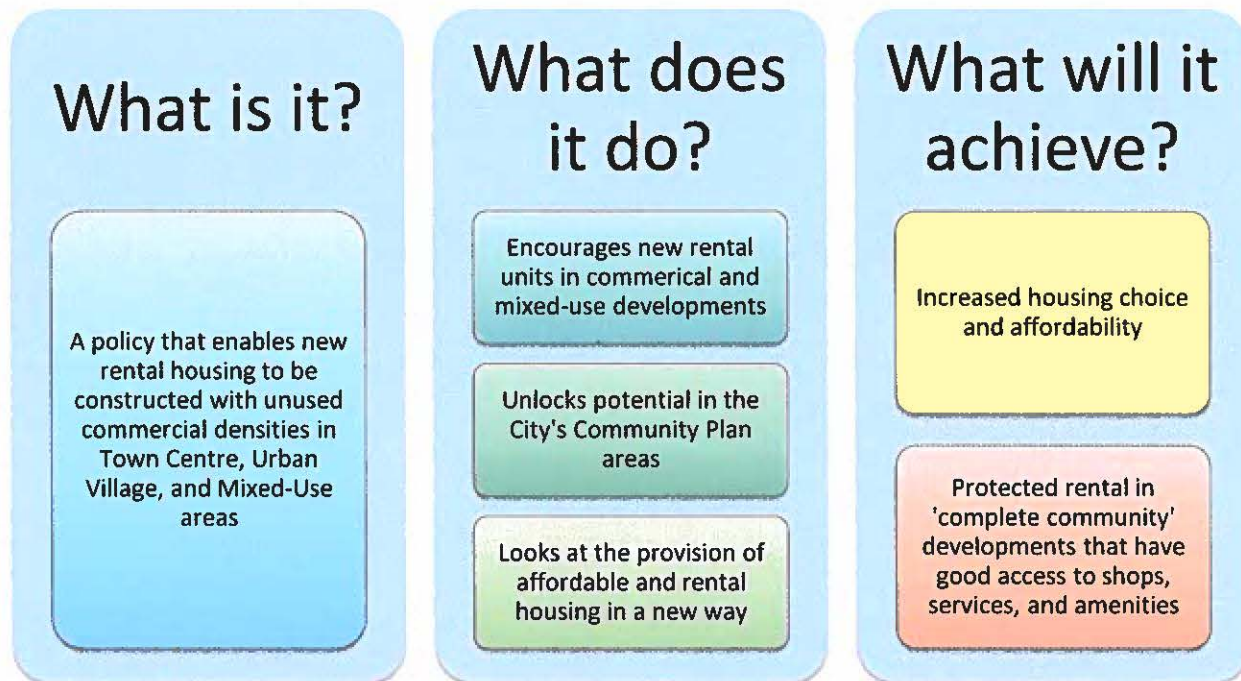 What is it?
A policy that enables new
rental housing to be
constructed with unused
commercial densities in
Town Centre, Urban
Village, and Mixed-Use
areas
What does
it do?
Encourages new rental
units in commerical and
mixed-use developments
Unlocks potential in the
City's Community Plan
areas
Looks at the provision of
affordable and rental
housing in a new way
What will it
achieve?
Increased housing choice
and affordability
Protected rental in
'complete community'
developments that have
good access to shops,
services, and amenities